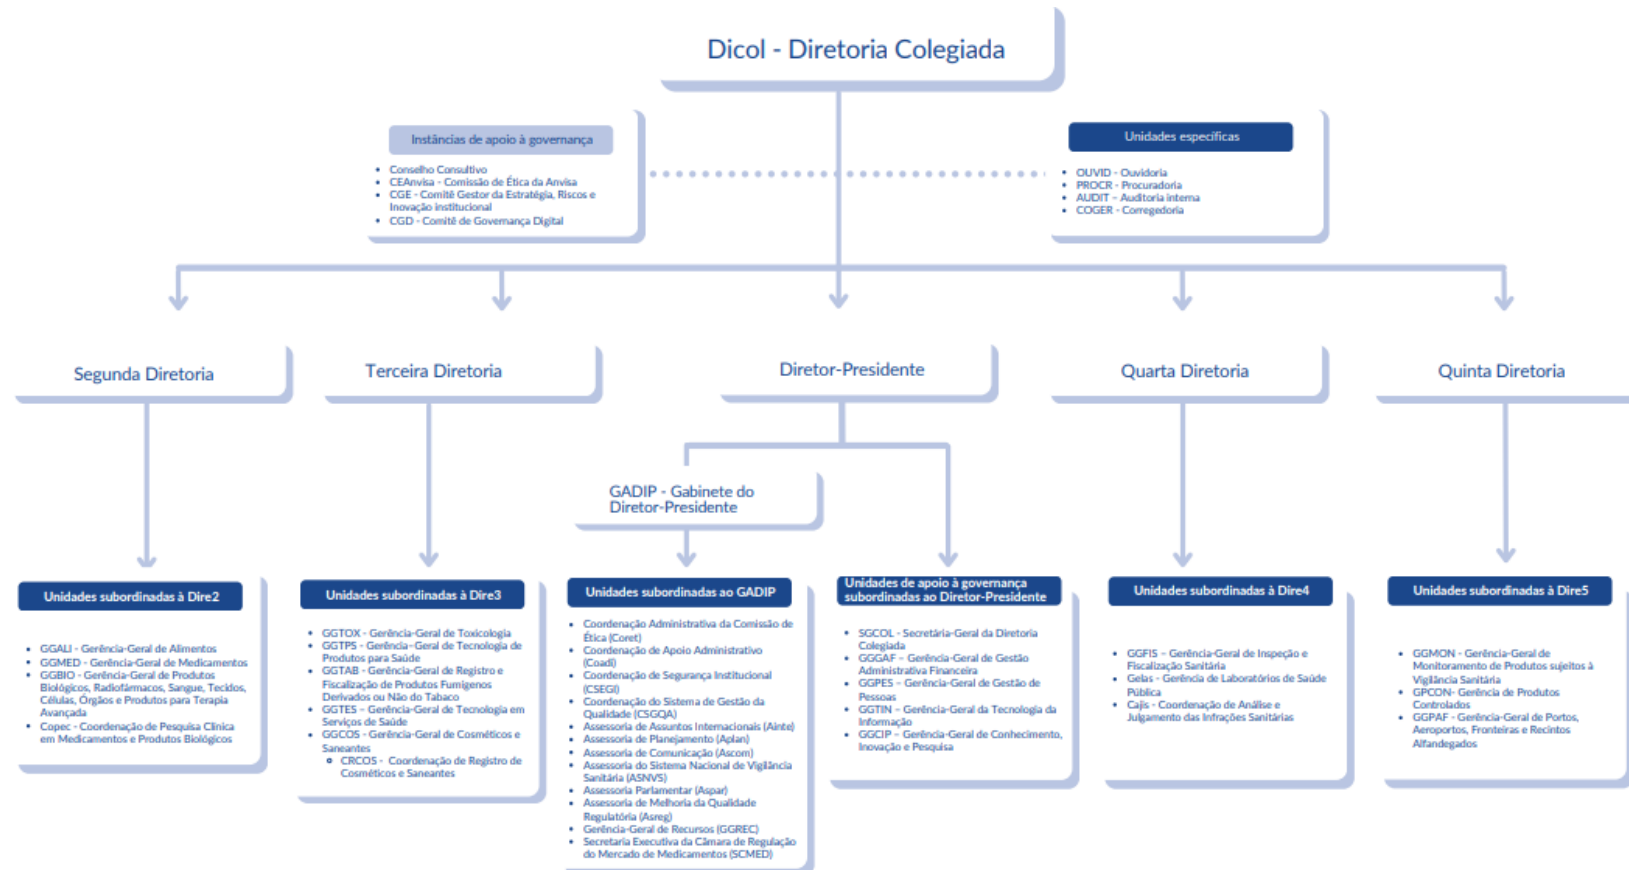 Dicol - Diretoria Colegiada
Instâncias de apoio à governança
• Conselho Consultivo
• CEAnvisa - Comissão de Ética da Anvisa
• CGE - Comitê Gestor da Estratégia, Riscos e
Inovação institucional
• CGD - Comitê de Governança Digital
Unidades específicas
• OUVID - Ouvidoria
• PROCR - Procuradoria
• AUDIT – Auditoria interna
• COGER - Corregedoria
Segunda Diretoria
Terceira Diretoria
Diretor-Presidente
Quarta Diretoria
Quinta Diretoria
GADIP - Gabinete do
Diretor-Presidente
Unidades subordinadas à Dire2
• GGALI - Gerência-Geral de Alimentos
• GGMED - Gerência-Geral de Medicamentos
• GGBIO - Gerência-Geral de Produtos
Biológicos, Radiofármacos, Sangue, Tecidos,
Células, Órgãos e Produtos para Terapia
Avançada
• Copec - Coordenação de Pesquisa Clínica
em Medicamentos e Produtos Biológicos
Unidades subordinadas à Dire3
• GGTOX - Gerência-Geral de Toxicologia
• GGTPS - Gerência-Geral de Tecnologia de
Produtos para Saúde
• GGTAB - Gerência-Geral de Registro e
Fiscalização de Produtos Fumígenos
Derivados ou Não do Tabaco
• GGTES – Gerência-Geral de Tecnologia em
Serviços de Saúde
• GGCOS - Gerência-Geral de Cosméticos e
Saneantes
CRCOS - Coordenação de Registro de
Cosméticos e Saneantes
Unidades subordinadas ao GADIP
• Coordenação Administrativa da Comissão de
Ética (Coret)
• Coordenação de Apoio Administrativo
(Coadi)
• Coordenação de Segurança Institucional
(CSEGI)
• Coordenação do Sistema de Gestão da
Qualidade (CSGQA)
• Assessoria de Assuntos Internacionais (Ainte)
• Assessoria de Planejamento (Aplan)
• Assessoria de Comunicação (Ascom)
• Assessoria do Sistema Nacional de Vigilância
Sanitária (ASNVS)
• Assessoria Parlamentar (Aspar)
• Assessoria de Melhoria da Qualidade
Regulatória (Asreg)
• Gerência-Geral de Recursos (GGREC)
• Secretaria Executiva da Câmara de Regulação
do Mercado de Medicamentos (SCMED)
Unidades de apoio à governança
subordinadas ao Diretor-Presidente
• SGCOL - Secretária-Geral da Diretoria
Colegiada
• GGGAF – Gerência-Geral de Gestão
Administrativa Financeira
• GGPES – Gerência-Geral de Gestão de
Pessoas
• GGTIN – Gerência-Geral da Tecnologia da
Informação
• GGCIP – Gerência-Geral de Conhecimento,
Inovação e Pesquisa
Unidades subordinadas à Dire4
• GGFIS – Gerência-Geral de Inspeção e
Fiscalização Sanitária
• Gelas - Gerência de Laboratórios de Saúde
Pública
• Cajis - Coordenação de Análise e
Julgamento das Infrações Sanitárias
Unidades subordinadas à Dire5
• GGMON - Gerência-Geral de
Monitoramento de Produtos sujeitos à
Vigilância Sanitária
• GPCON- Gerência de Produtos
Controlados
• GGPAF - Gerência-Geral de Portos,
Aeroportos, Fronteiras e Recintos
Alfandegados